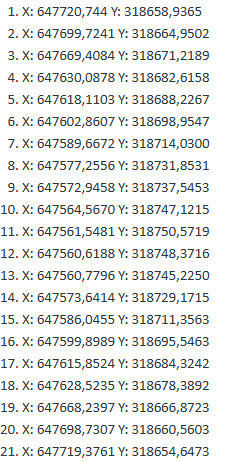 1. X: 647720,744 Y: 318658,9365
2. X: 647699,7241 Y: 318664,9502
3. X: 647669,4084 Y: 318671,2189
4. X: 647630,0878 Y: 318682,6158
5. X: 647618,1103 Y: 318688,2267
6. X: 647602,8607 Y: 318698,9547
7. X: 647589,6672 Y: 318714,0300
8. X: 647577,2556 Y: 318731,8531
9. X: 647572,9458 Y: 318737,5453
10. X: 647564,5670 Y: 318747,1215
11. X: 647561,5481 Y: 318750,5719
12. X: 647560,6188 Y: 318748,3716
13. X: 647560,7796 Y: 318745,2250
14. X: 647573,6414 Y: 318729,1715
15. X: 647586,0455 Y: 318711,3563
16. X: 647599,8989 Y: 318695,5463
17. X: 647615,8524 Y: 318684,3242
18. X: 647628,5235 Y: 318678,3892
19. X: 647668,2397 Y: 318666,8723
20. X: 647698,7307 Y: 318660,5603
21. X: 647719,3761 Y: 318654,6473